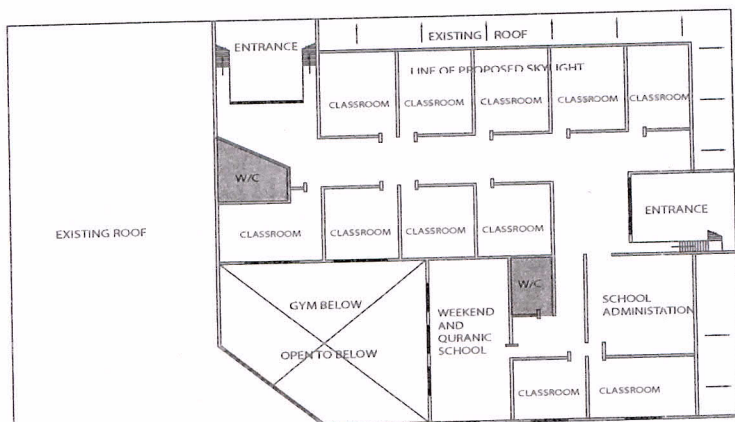 EXISTING ROOF
ENTRANCE
LINE OF PROPOSED SKYLIGHT
CLASSROOM
CLASSROOM
CLASSROOM
CLASSROOM
CLASSROOM
W/C
ENTRANCE
EXISTING ROOF
CLASSROOM
CLASSROOM
CLASSROOM
CLASSROOM
W/C
GYM BELOW
OPEN TO BELOW
WEEKEND
AND
QURANIC
SCHOOL
SCHOOL
ADMINISTATION
CLASSROOM
CLASSROOM